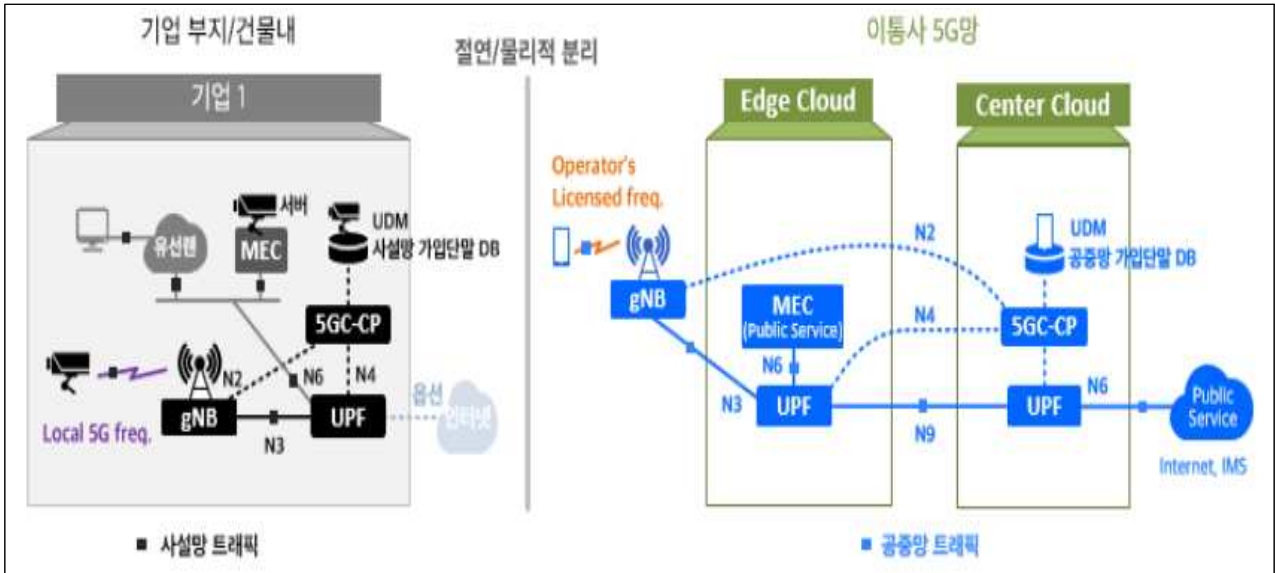 기업 부지/건물내
절연/물리적 분리
이통사 5G망
기업 1
Edge Cloud
Center Cloud
Operator's
Licensed freq.
서버
유선랜
MEC
UDM
사설망 가입단말 DB
5GC-CP
N2
N6
N4
gNB
N3
UPF
옵션
인터넷
Local 5G freq.
N2
UDM
공중망 가입단말 DB
gNB
MEC
(Public Service)
N4
5GC-CP
N6
N3
UPF
N9
UPF
N6
Public
Service
Internet, IMS
■ 사설망 트래픽
■ 공중망 트래픽